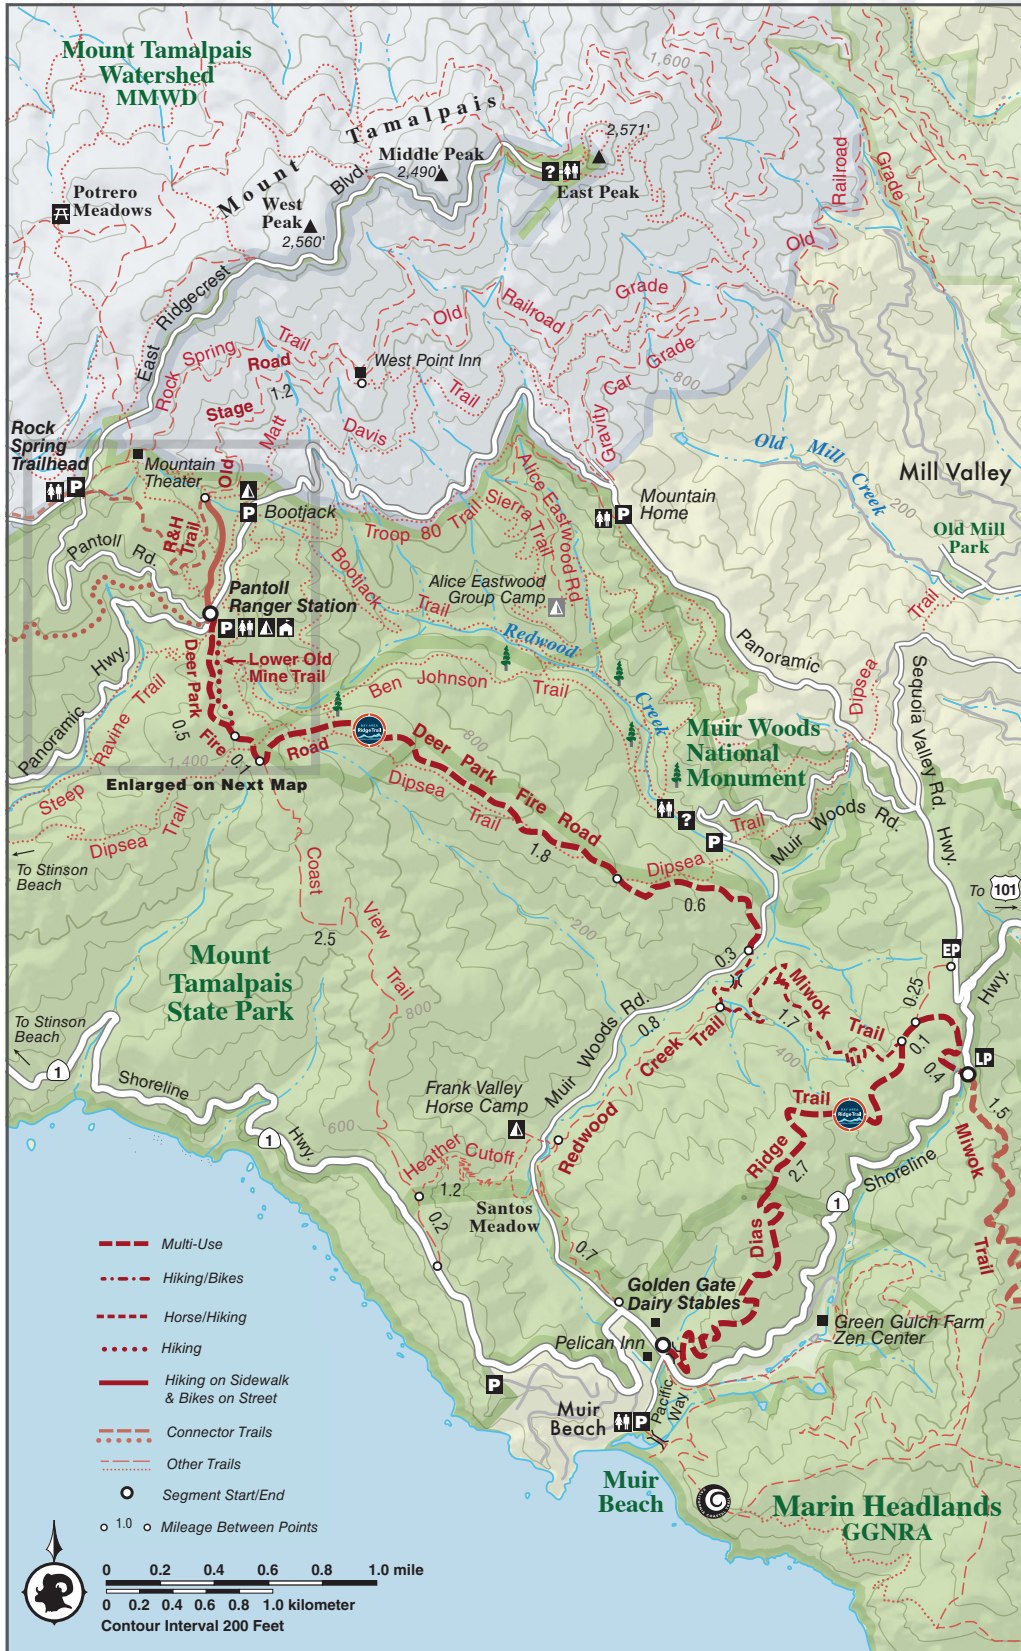 Mount Tamalpais
Watershed
MMWD
1,600
Mount Tamalpais
2,571'
Middle Peak
2,490'
East Peak
Blvd.
West
Peak
2,560'
Potrero
Meadows
Railroad
Grade
Old
East Ridgecrest
Old Railroad Grade
Rock Spring Trail
West Point Inn
Gravity Car Grade
800
Old Stage Road
1.2
Matt Davis Trail
Rock
Spring
Trailhead
P
Mountain
Theater
P
Bootjack
Old Mill Creek
Mill Valley
200
Old Mill
Park
Mountain
Home
P
Alice Eastwood Rd
Sierra Trail
Troop 80 Trail
R&H
Trail
Pantoll Rd.
Bootjack Trail
Alice Eastwood
Group Camp
Pantoll
Ranger Station
P
Redwood Creek
Panoramic
Trail
Dipsea
Sequoia Valley Rd.
Lower Old
Mine Trail
Deer Park Fire Road
Panoramic Hwy.
Steep Ravine Trail
0.5
0.1
1,400
Enlarged on Next Map
Ben Johnson Trail
BAY AREA
Ridge Trail
Deer Park Fire Road
800
Dipsea Trail
1.8
Muir Woods
National
Monument
?
P
Trail
Muir Woods Rd.
Hwy.
Dipsea Trail
To Stinson
Beach
Dipsea
0.6
To 101
Coast View Trail
2.5
200
0.3
EP
Hwy.
Mount
Tamalpais
State Park
800
Miwok Trail
1.7
0.25
0.1
0.4
LP
400
To Stinson
Beach
1
Shoreline Hwy.
1
600
Muir Woods Rd.
0.8
Redwood Creek Trail
Frank Valley
Horse Camp
Heather Cutoff
1.2
0.2
Santos
Meadow
0.7
Dias Ridge Trail
BAY AREA
Ridge Trail
2.7
1.5
Miwok Trail
Shoreline
1
Multi-Use
Hiking/Bikes
Horse/Hiking
Hiking
Hiking on Sidewalk
& Bikes on Street
Connector Trails
Other Trails
Segment Start/End
1.0 Mileage Between Points
Golden Gate
Dairy Stables
Pelican Inn
Green Gulch Farm
Zen Center
P
Muir
Beach
P
Pacific
Way
Muir
Beach
Marin Headlands
GGNRA
0 0.2 0.4 0.6 0.8 1.0 mile
0 0.2 0.4 0.6 0.8 1.0 kilometer
Contour Interval 200 Feet